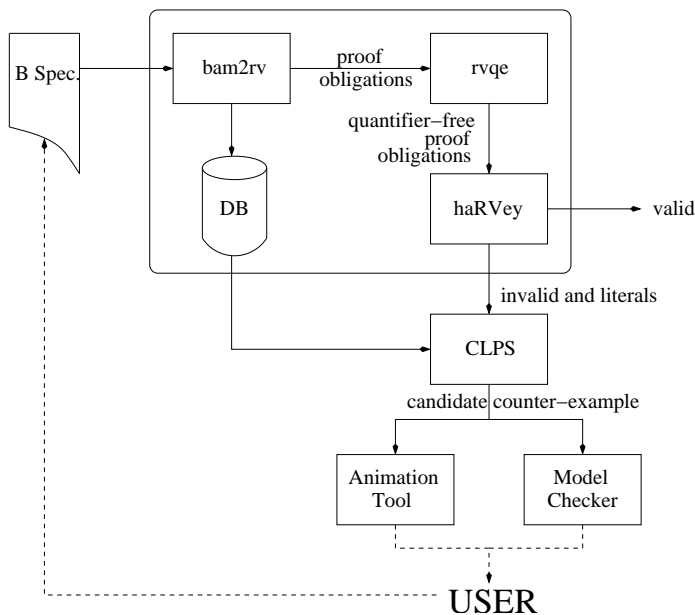 B Spec.
bam2rv
proof
obligations
rvqe
quantifier−free
proof
obligations
DB
haRVey
valid
invalid and literals
CLPS
candidate counter−example
Animation
Tool
Model
Checker
USER